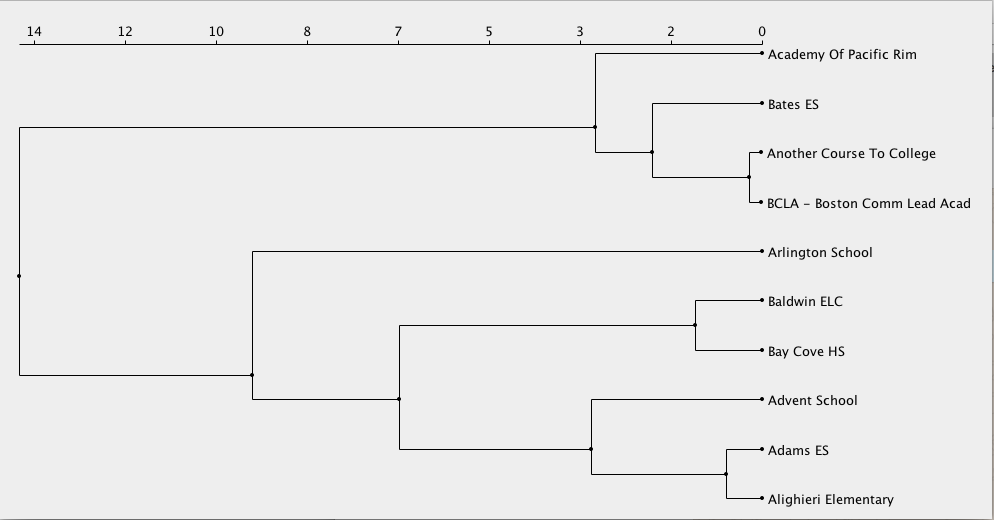 14 12 10 8 7 5 3 2 0
Academy Of Pacific Rim
Bates ES
Another Course To College
BCLA - Boston Comm Lead Acad
Arlington School
Baldwin ELC
Bay Cove HS
Advent School
Adams ES
Alighieri Elementary